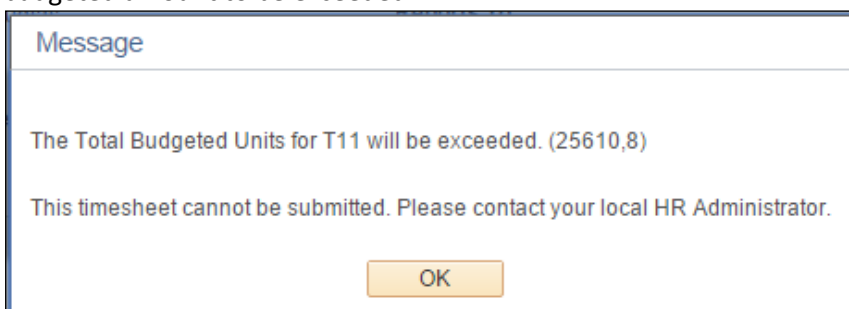 Message
The Total Budgeted Units for T11 will be exceeded. (25610,8)
This timesheet cannot be submitted. Please contact your local HR Administrator.
OK